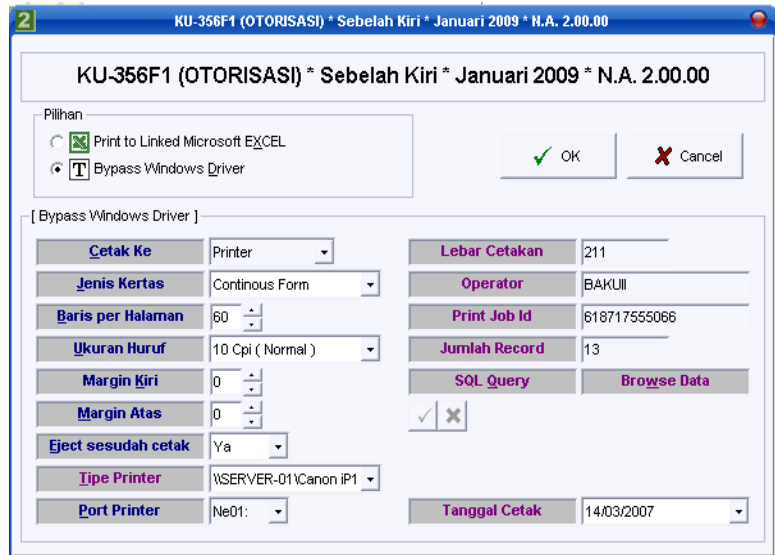 2 KU-356F1 (OTORISASI) * Sebelah Kiri * Januari 2009 * N.A. 2.00.00
KU-356F1 (OTORISASI) * Sebelah Kiri * Januari 2009 * N.A. 2.00.00
Pilihan
Print to Linked Microsoft EXCEL
T Bypass Windows Driver
OK
Cancel
[ Bypass Windows Driver ]
Cetak Ke Printer
Lebar Cetakan 211
Jenis Kertas Continous Form
Operator BAKUII
Baris per Halaman 60
Print Job Id 618717555066
Ukuran Huruf 10 Cpi ( Normal )
Jumlah Record 13
Margin Kiri 0
SQL Query Browse Data
Margin Atas 0
Eject sesudah cetak Ya
Tipe Printer \\SERVER-01\Canon iP1
Port Printer Ne01:
Tanggal Cetak 14/03/2007